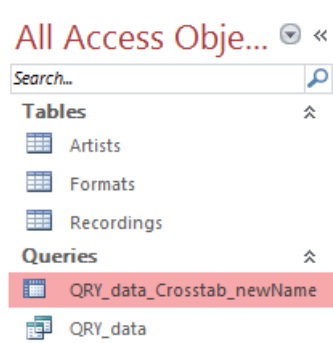 All Access Obje...
Search...
Tables
Artists
Formats
Recordings
Queries
QRY_data_Crosstab_newName
QRY_data